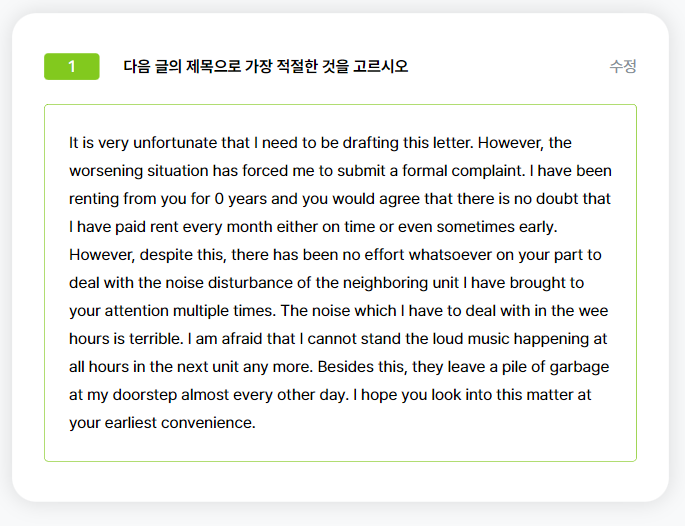 1 다음 글의 제목으로 가장 적절한 것을 고르시오 수정
It is very unfortunate that I need to be drafting this letter. However, the
worsening situation has forced me to submit a formal complaint. I have been
renting from you for 0 years and you would agree that there is no doubt that
I have paid rent every month either on time or even sometimes early.
However, despite this, there has been no effort whatsoever on your part to
deal with the noise disturbance of the neighboring unit I have brought to
your attention multiple times. The noise which I have to deal with in the wee
hours is terrible. I am afraid that I cannot stand the loud music happening at
all hours in the next unit any more. Besides this, they leave a pile of garbage
at my doorstep almost every other day. I hope you look into this matter at
your earliest convenience.